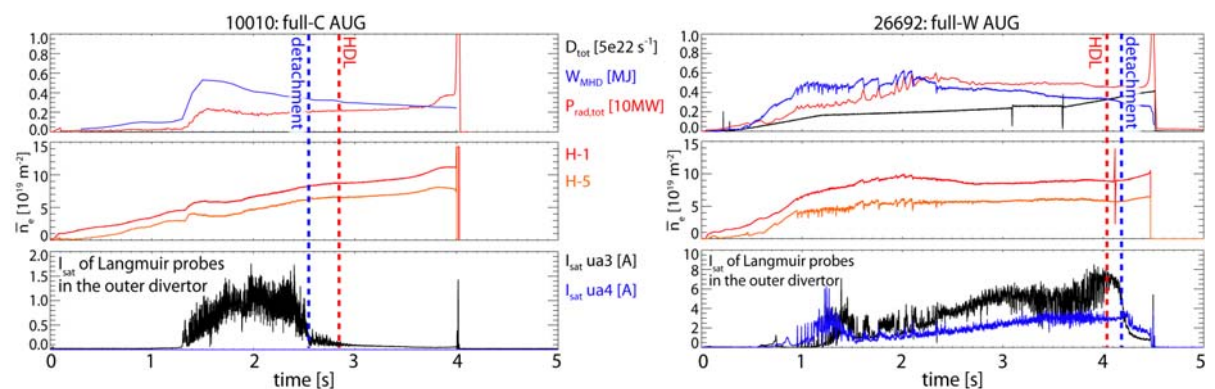 10010: full-C AUG
26692: full-W AUG
1.0
0.8
0.6
0.4
0.2
0.0
detachment
HDL
D_tot [5e22 s⁻¹]
W_MHD [MJ]
P_rad,tot [10MW]
1.0
0.8
0.6
0.4
0.2
0.0
HDL
detachment
n̄_e [10¹⁹ m⁻²]
15
10
5
0
H-1
H-5
n̄_e [10¹⁹ m⁻²]
15
10
5
0
2.0
1.5
1.0
0.5
0.0
I_sat of Langmuir probes
in the outer divertor
I_sat ua3 [A]
I_sat ua4 [A]
10
8
6
4
2
0
I_sat of Langmuir probes
in the outer divertor
0 1 2 3 4 5
time [s]
0 1 2 3 4 5
time [s]